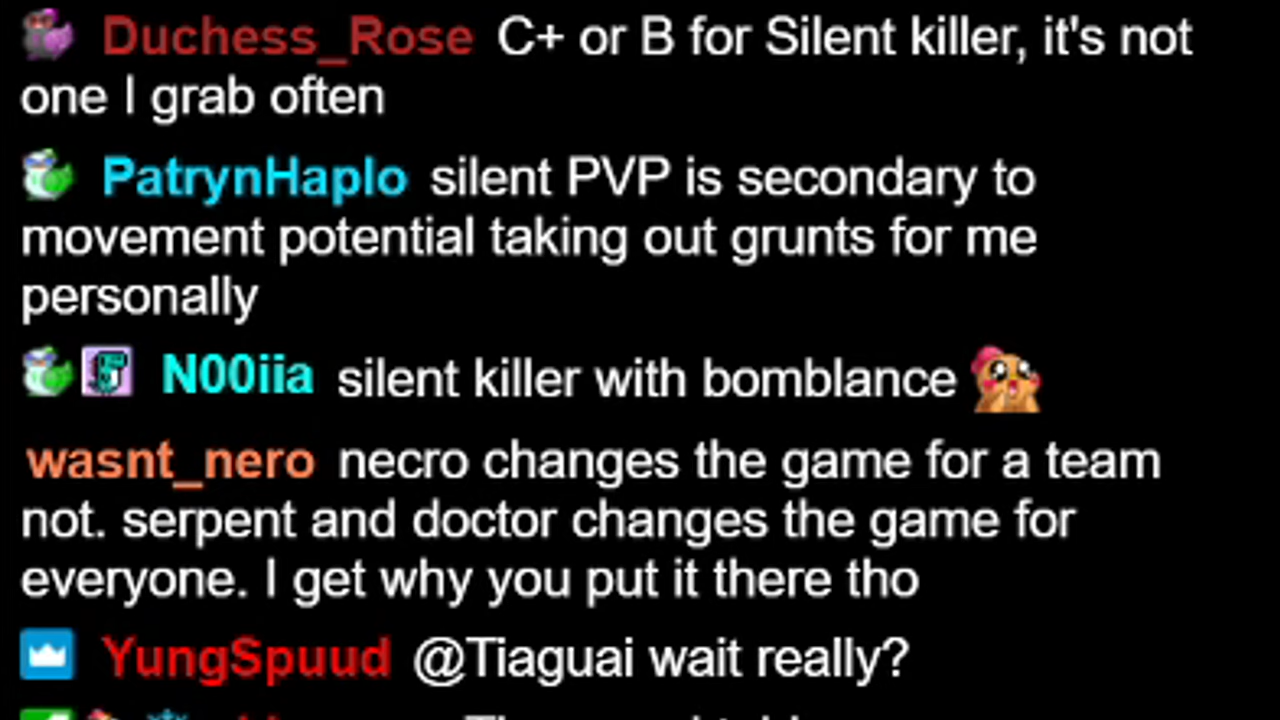 Duchess_Rose C+ or B for Silent killer, it's not
one I grab often
PatrynHaplo silent PVP is secondary to
movement potential taking out grunts for me
personally
N00iia silent killer with bomblance
wasnt_nero necro changes the game for a team
not. serpent and doctor changes the game for
everyone. I get why you put it there tho
YungSpuud @Tiaguai wait really?